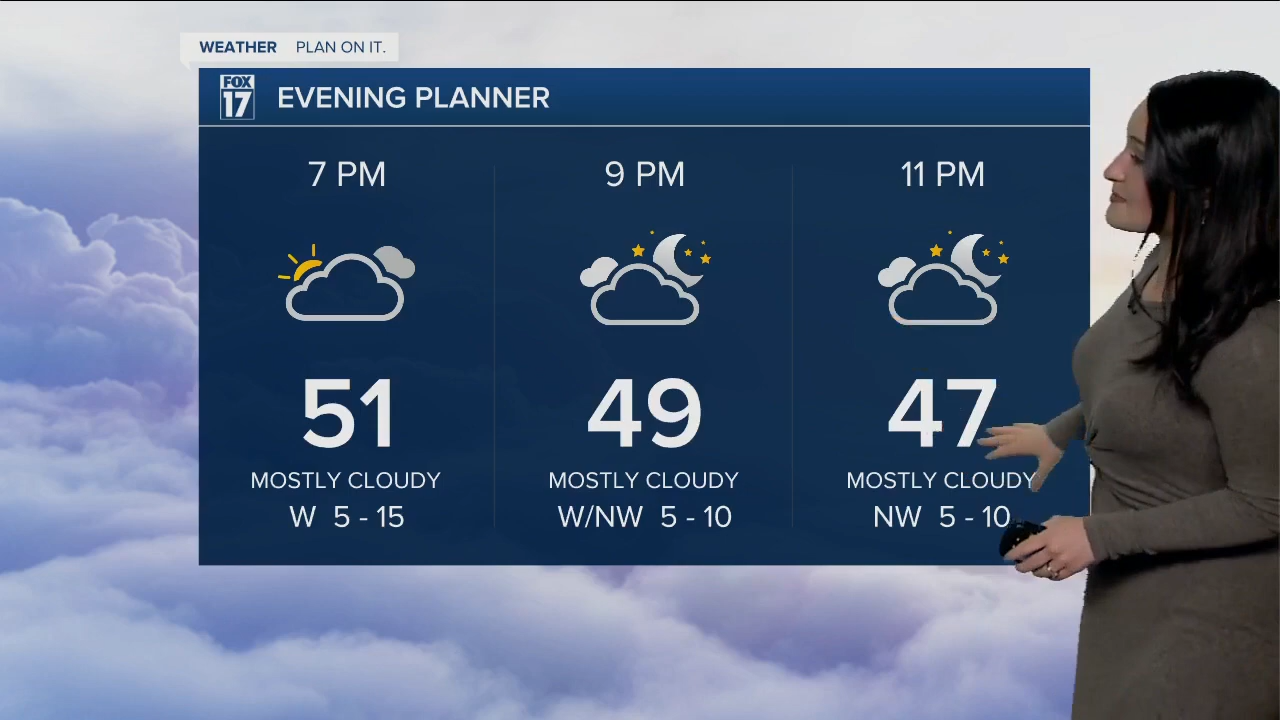 WEATHER PLAN ON IT.
FOX 17
EVENING PLANNER
7 PM
9 PM
11 PM
51
49
47
MOSTLY CLOUDY
MOSTLY CLOUDY
MOSTLY CLOUDY
W 5 - 15
W/NW 5 - 10
NW 5 - 10